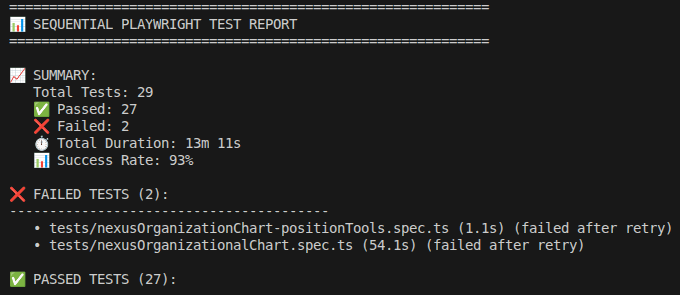 ============================================================
📊 SEQUENTIAL PLAYWRIGHT TEST REPORT
============================================================
📈 SUMMARY:
Total Tests: 29
✅ Passed: 27
❌ Failed: 2
⏱️ Total Duration: 13m 11s
📊 Success Rate: 93%
❌ FAILED TESTS (2):
----------------------------------------
• tests/nexusOrganizationChart-positionTools.spec.ts (1.1s) (failed after retry)
• tests/nexusOrganizationalChart.spec.ts (54.1s) (failed after retry)
✅ PASSED TESTS (27):